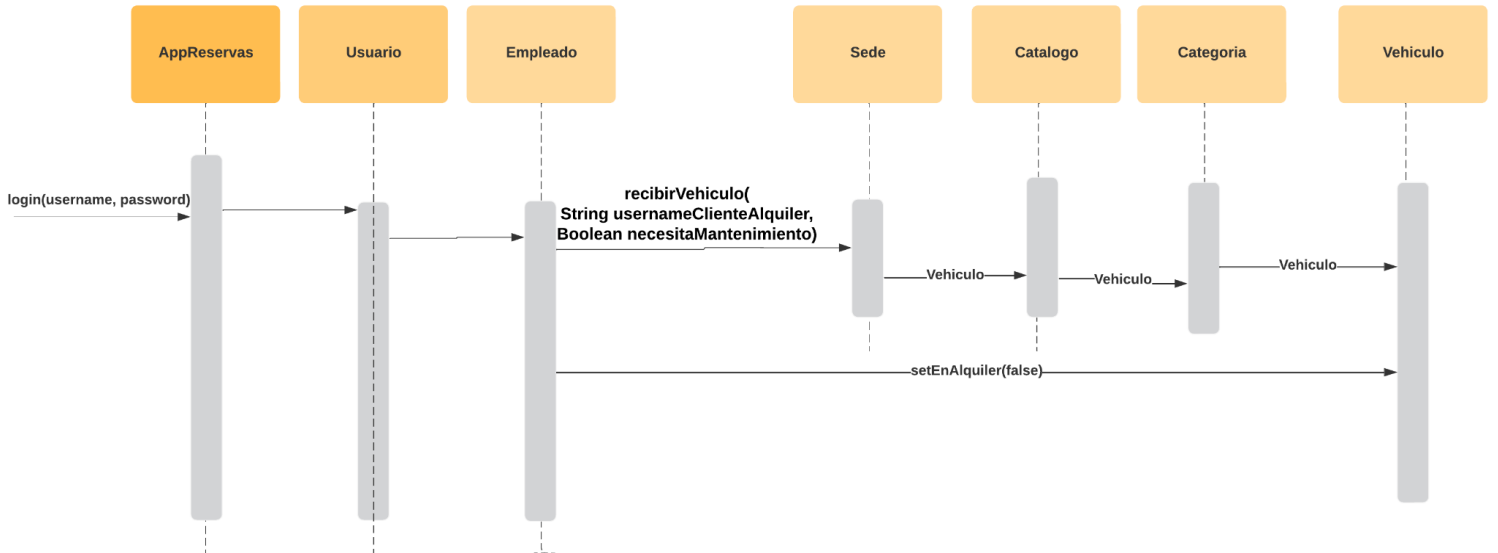 AppReservas
Usuario
Empleado
Sede
Catalogo
Categoria
Vehiculo
login(username, password)
recibirVehiculo(
String usernameClienteAlquiler,
Boolean necesitaMantenimiento)
Vehiculo
Vehiculo
Vehiculo
setEnAlquiler(false)